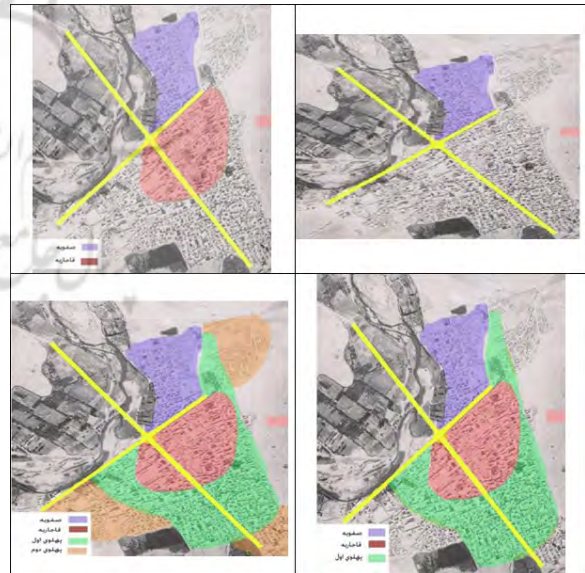 صفویه
قاجاریه
صفویه
قاجاریه
پهلوی اول
صفویه
قاجاریه
پهلوی اول
پهلوی دوم